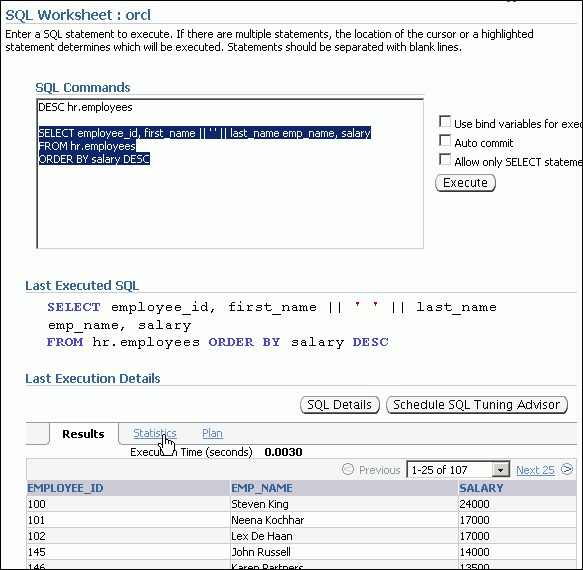 SQL Worksheet : orcl
Enter a SQL statement to execute. If there are multiple statements, the location of the cursor or a highlighted
statement determines which will be executed. Statements should be separated with blank lines.
SQL Commands
DESC hr.employees
SELECT employee_id, first_name || ' ' || last_name emp_name, salary
FROM hr.employees
ORDER BY salary DESC
Use bind variables for exec
Auto commit
Allow only SELECT stateme
Execute
Last Executed SQL
SELECT employee_id, first_name || ' ' || last_name
emp_name, salary
FROM hr.employees ORDER BY salary DESC
Last Execution Details
SQL Details Schedule SQL Tuning Advisor
Results Statistics Plan
Execution Time (seconds) 0.0030
Previous 1-25 of 107 Next 25
EMPLOYEE_ID EMP_NAME SALARY
100 Steven King 24000
101 Neena Kochhar 17000
102 Lex De Haan 17000
145 John Russell 14000
146 Karen Partners 13500